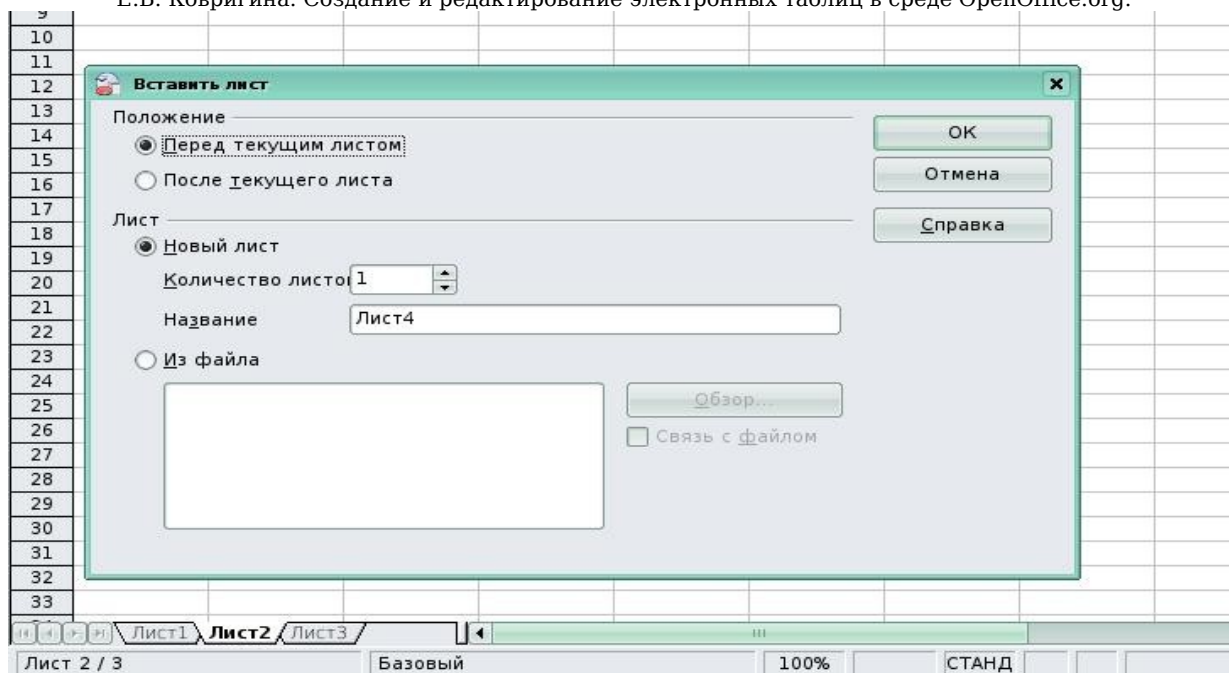 Е.В. Ковригина. Создание и редактирование электронных таблиц в среде OpenOffice.org.
9
10
11
12
13
14
15
16
17
18
19
20
21
22
23
24
25
26
27
28
29
30
31
32
33
Вставить лист
Положение
Перед текущим листом
После текущего листа
Лист
Новый лист
Количество листо 1
Название Лист4
Из файла
Обзор...
Связь с файлом
ОК
Отмена
Справка
Лист1 Лист2 Лист3
Лист 2 / 3 Базовый 100% СТАНД